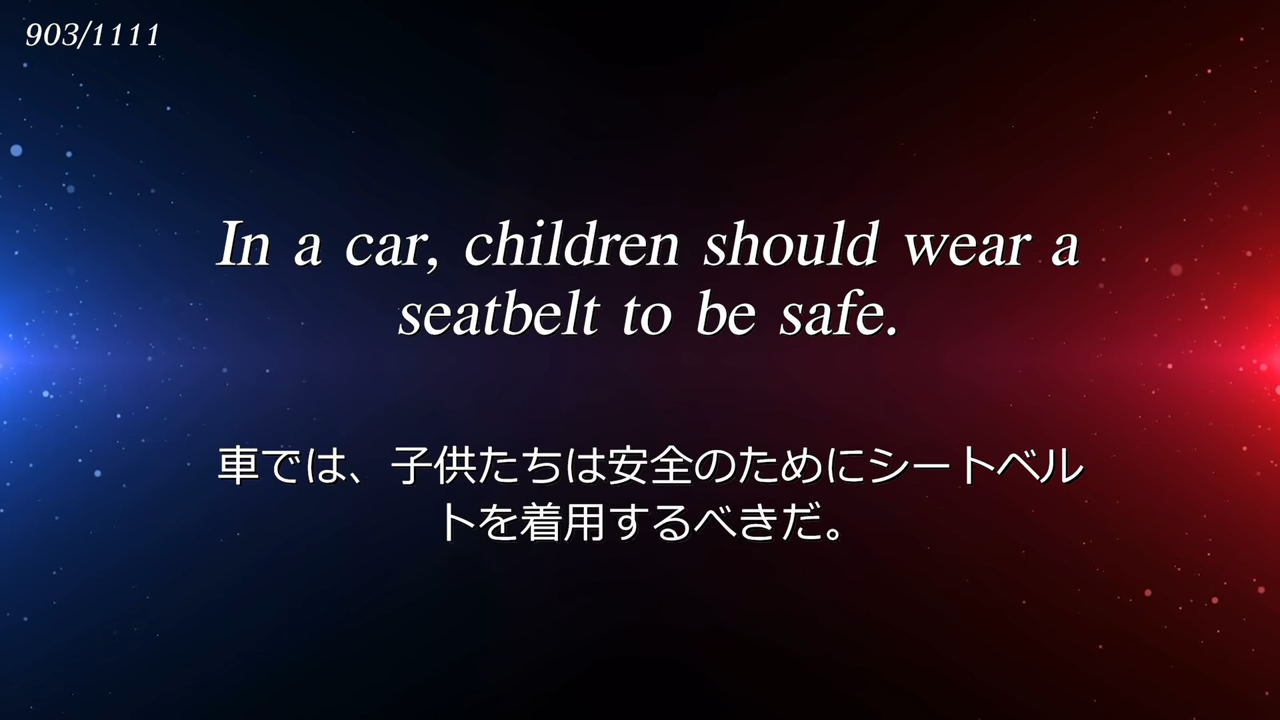 903/1111
In a car, children should wear a
seatbelt to be safe.
車では、子供たちは安全のためにシートベル
トを着用するべきだ。